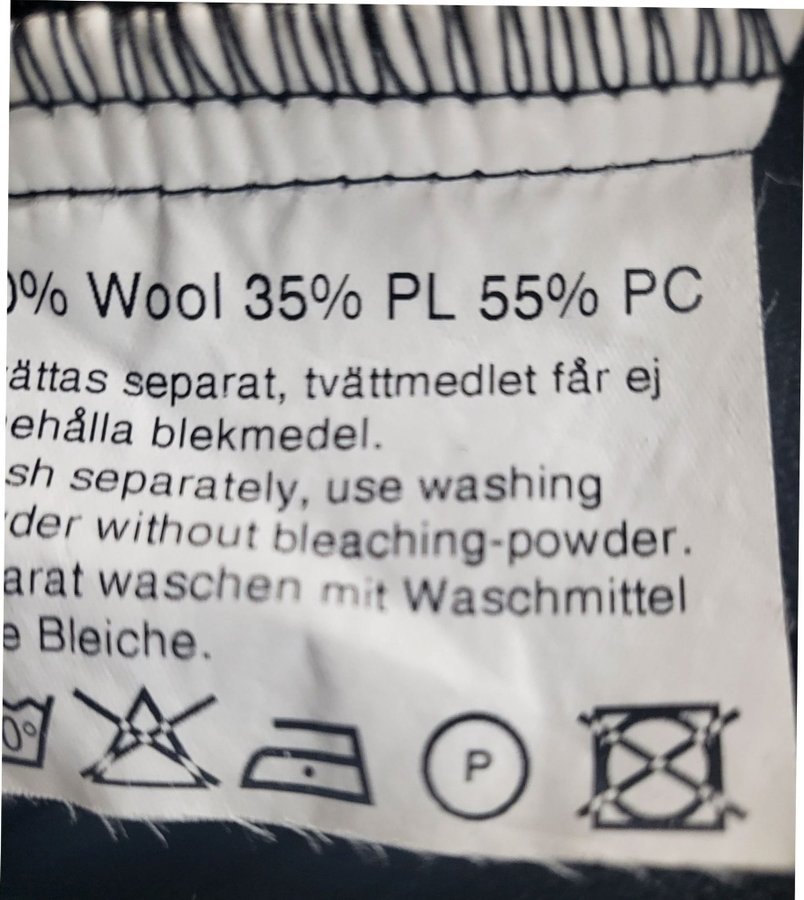 % Wool 35% PL 55% PC
ättas separat, tvättmedlet får ej
ehålla blekmedel.
sh separately, use washing
der without bleaching-powder.
arat waschen mit Waschmittel
e Bleiche.
0° P